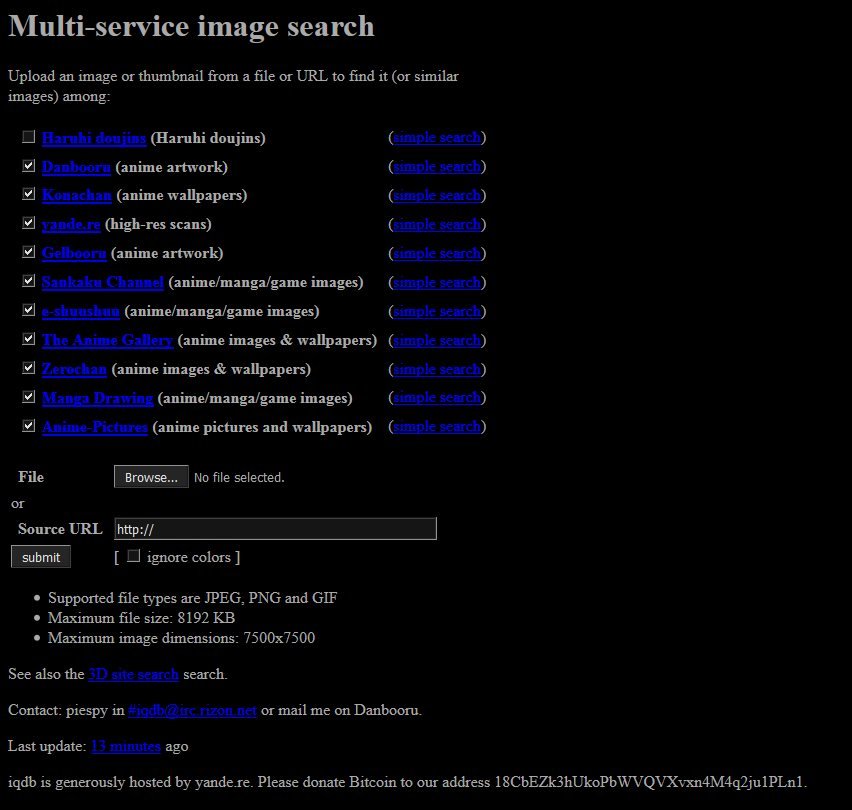 Multi-service image search
Upload an image or thumbnail from a file or URL to find it (or similar
images) among:
Haruhi doujins (Haruhi doujins) (simple search)
Danbooru (anime artwork) (simple search)
Konachan (anime wallpapers) (simple search)
yande.re (high-res scans) (simple search)
Gelbooru (anime artwork) (simple search)
Sankaku Channel (anime/manga/game images) (simple search)
e-shuushuu (anime/manga/game images) (simple search)
The Anime Gallery (anime images & wallpapers) (simple search)
Zerochan (anime images & wallpapers) (simple search)
Manga Drawing (anime/manga/game images) (simple search)
Anime-Pictures (anime pictures and wallpapers) (simple search)
File Browse... No file selected.
or
Source URL http://
submit [ ignore colors ]
• Supported file types are JPEG, PNG and GIF
• Maximum file size: 8192 KB
• Maximum image dimensions: 7500x7500
See also the 3D site search search.
Contact: piespy in #iqdb@irc.rizon.net or mail me on Danbooru.
Last update: 13 minutes ago
iqdb is generously hosted by yande.re. Please donate Bitcoin to our address 18CbEZk3hUkoPbWVQVXvxn4M4q2ju1PLn1.